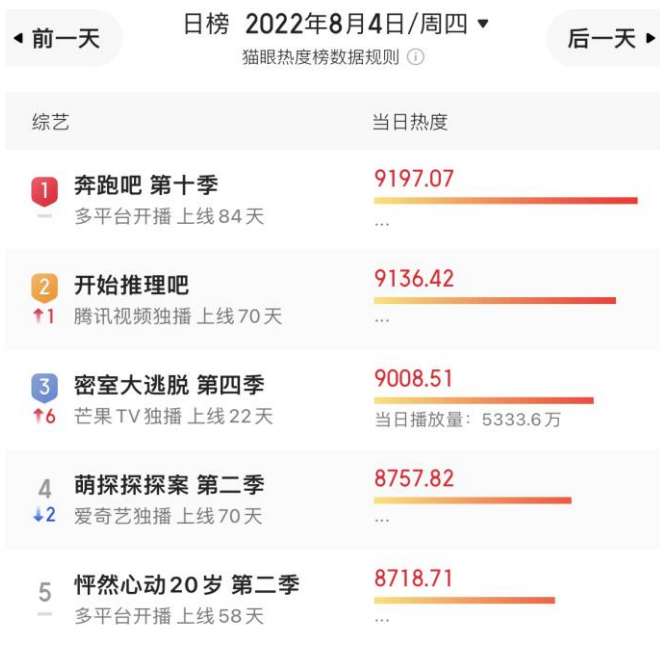 ◂ 前一天
日榜 2022年8月4日/周四 ▾
后一天 ▸
猫眼热度榜数据规则 ⓘ
综艺 当日热度
1 奔跑吧 第十季 9197.07
多平台开播 上线84天 ...
2 开始推理吧 9136.42
↑1 腾讯视频独播 上线70天 ...
3 密室大逃脱 第四季 9008.51
↑6 芒果TV独播 上线22天 当日播放量：5333.6万
4 萌探探探案 第二季 8757.82
↓2 爱奇艺独播 上线70天 ...
5 怦然心动20岁 第二季 8718.71
多平台开播 上线58天 ...